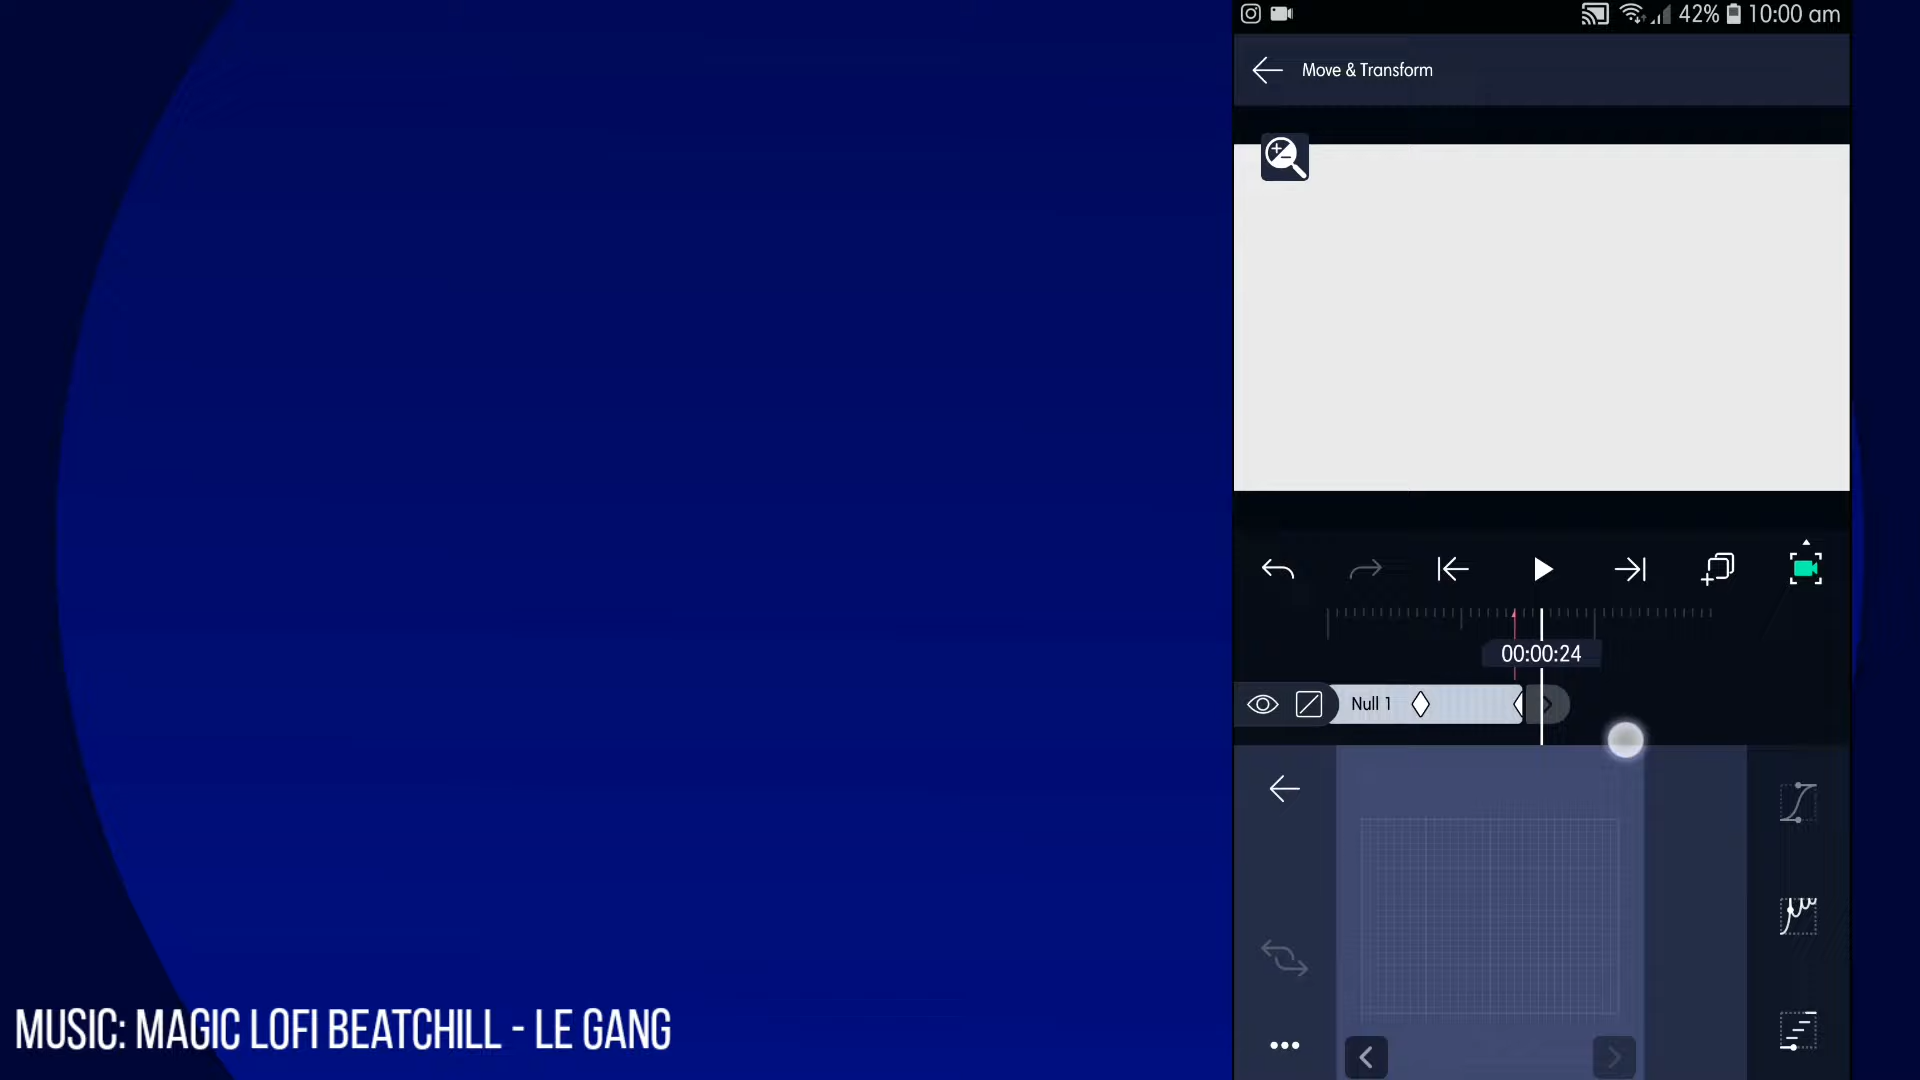 42% 10:00 am
Move & Transform
00:00:24
Null 1
MUSIC: MAGIC LOFI BEATCHILL - LE GANG